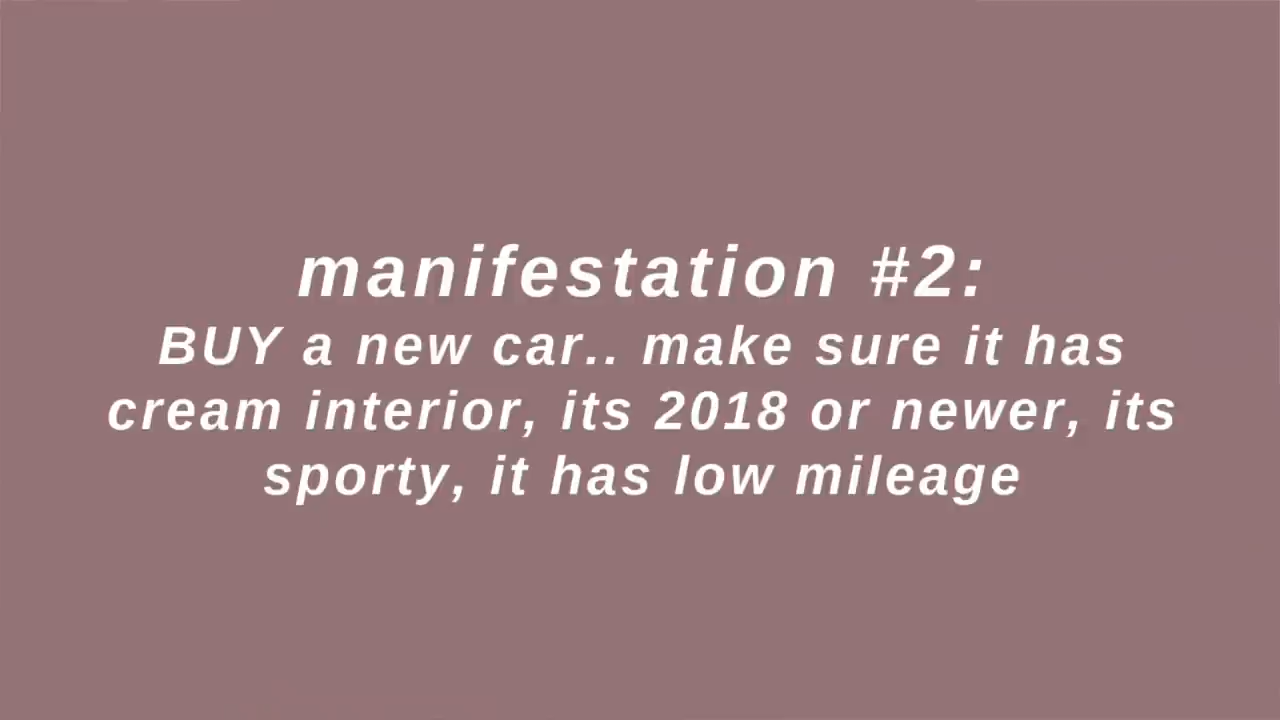 manifestation #2:
BUY a new car.. make sure it has
cream interior, its 2018 or newer, its
sporty, it has low mileage